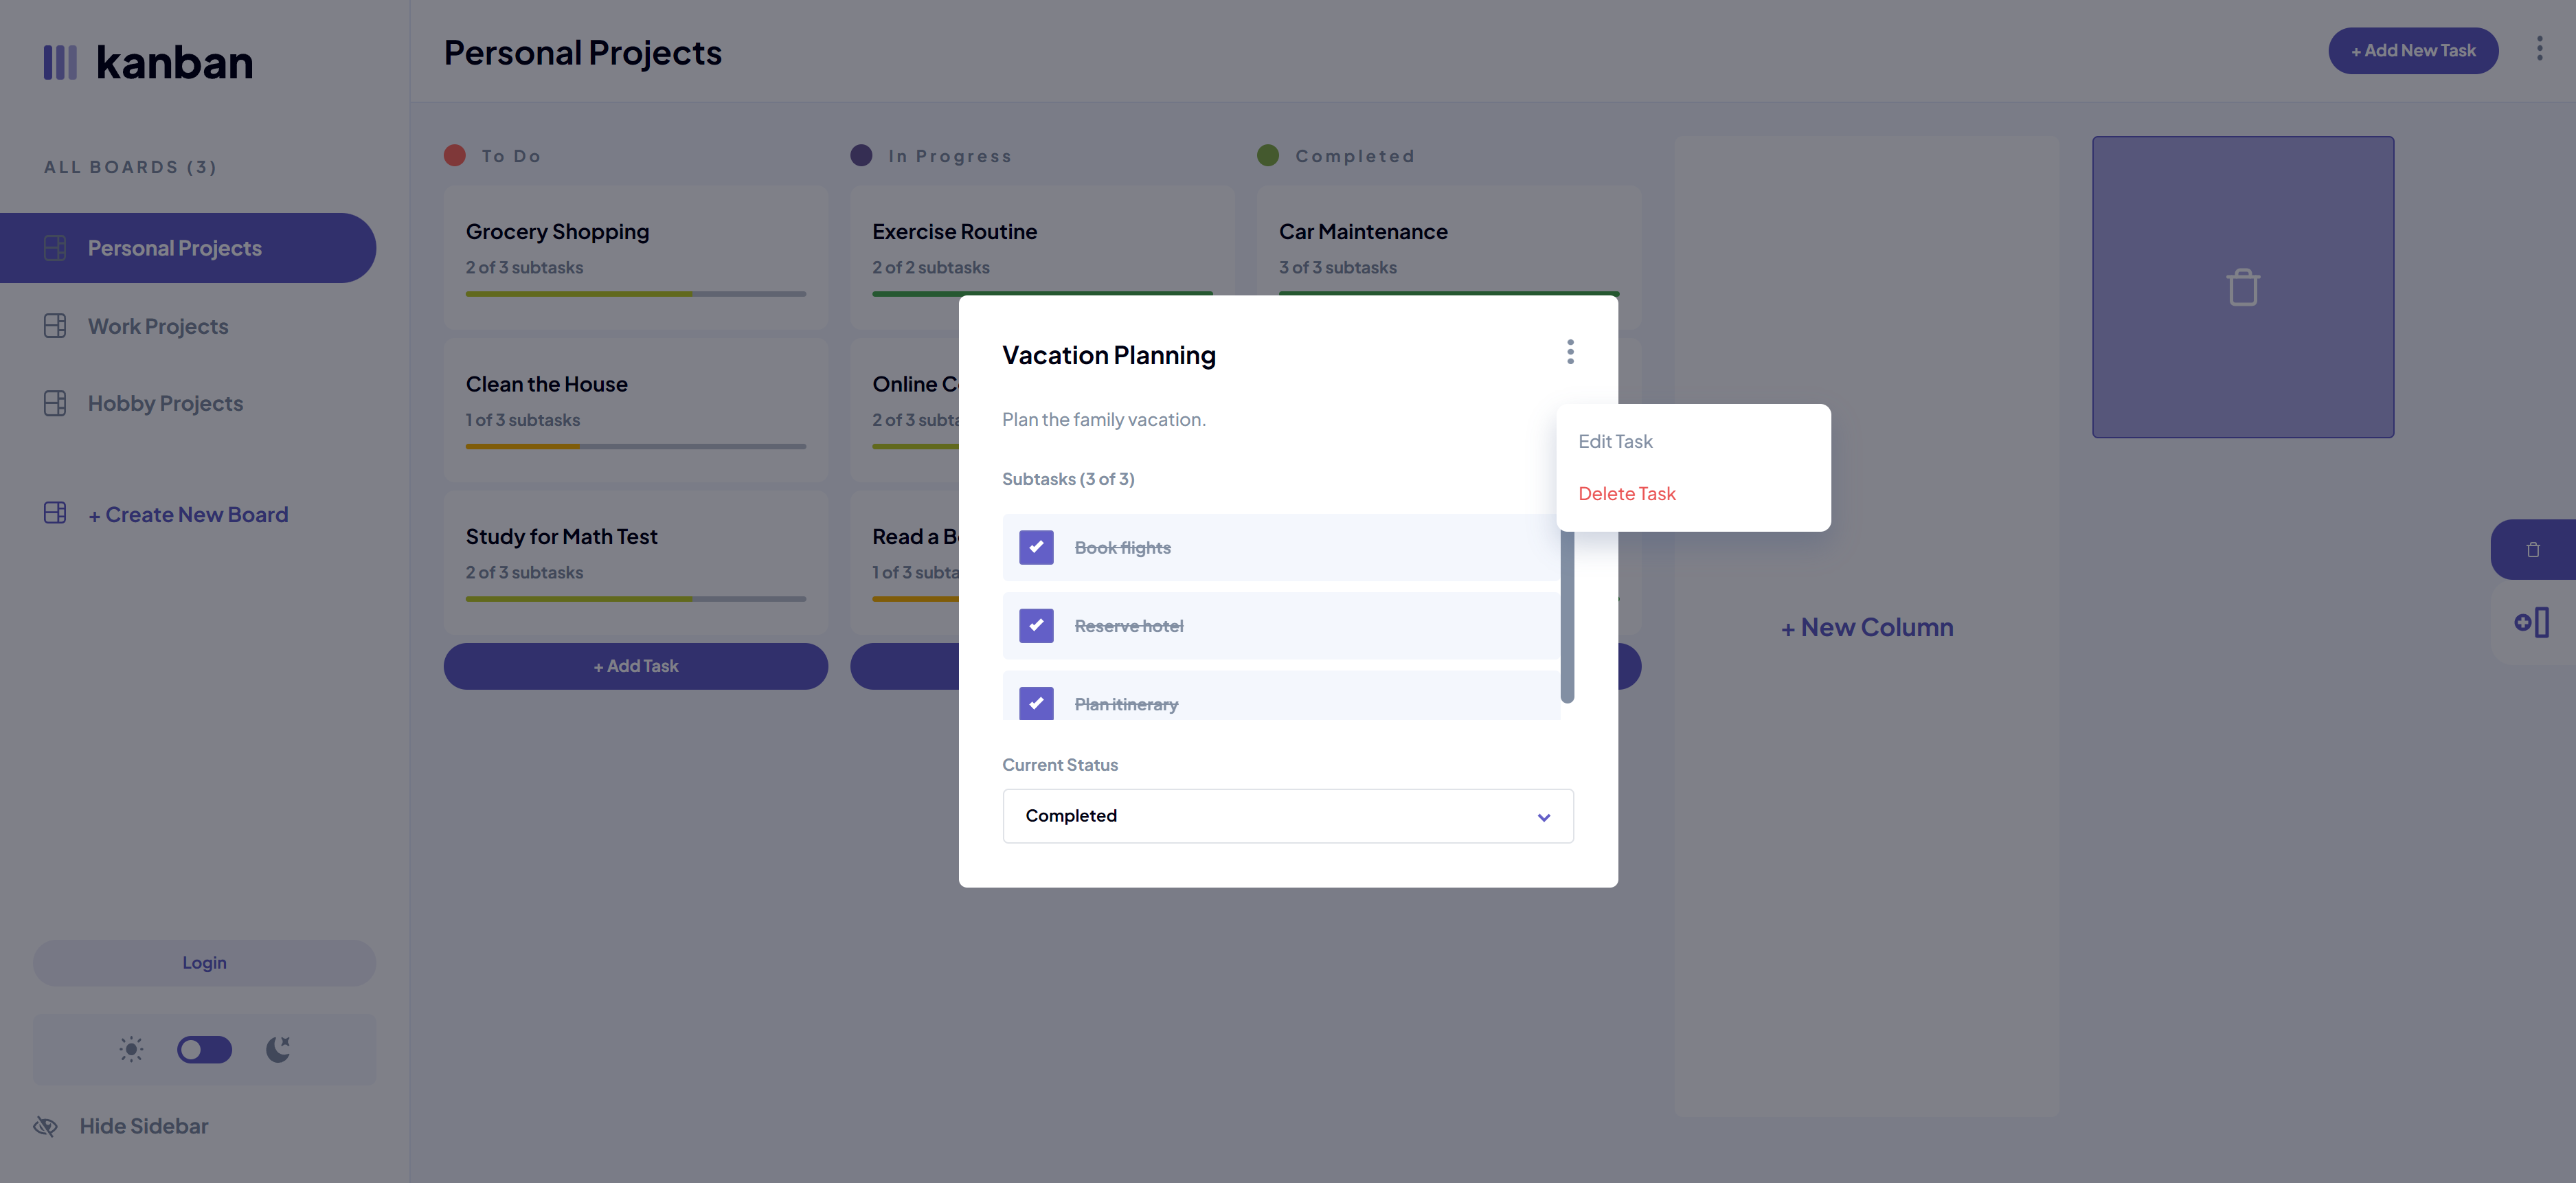 kanban
ALL BOARDS (3)
Personal Projects
Work Projects
Hobby Projects
+ Create New Board
Login
Hide Sidebar
Personal Projects
+ Add New Task
To Do
Grocery Shopping
2 of 3 subtasks
Clean the House
1 of 3 subtasks
Study for Math Test
2 of 3 subtasks
+ Add Task
In Progress
Exercise Routine
2 of 2 subtasks
Online
2 of 3
Read a
1 of 3
Completed
Car Maintenance
3 of 3 subtasks
+ New Column
Vacation Planning
Plan the family vacation.
Subtasks (3 of 3)
Book flights
Reserve hotel
Plan itinerary
Current Status
Completed
Edit Task
Delete Task